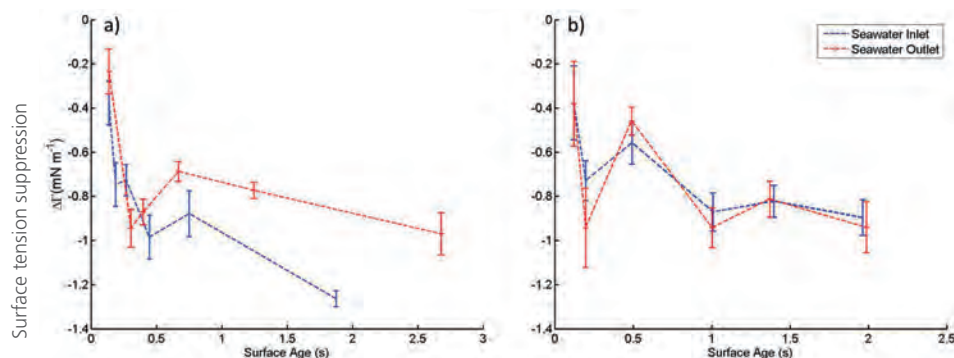 Surface tension suppression
ΔΓ(mN m⁻¹)
a)
0
-0.2
-0.4
-0.6
-0.8
-1
-1.2
-1.4
0 0.5 1 1.5 2 2.5 3
Surface Age (s)
b)
Seawater Inlet
Seawater Outlet
0
-0.2
-0.4
-0.6
-0.8
-1
-1.2
-1.4
0 0.5 1 1.5 2 2.5
Surface Age (s)